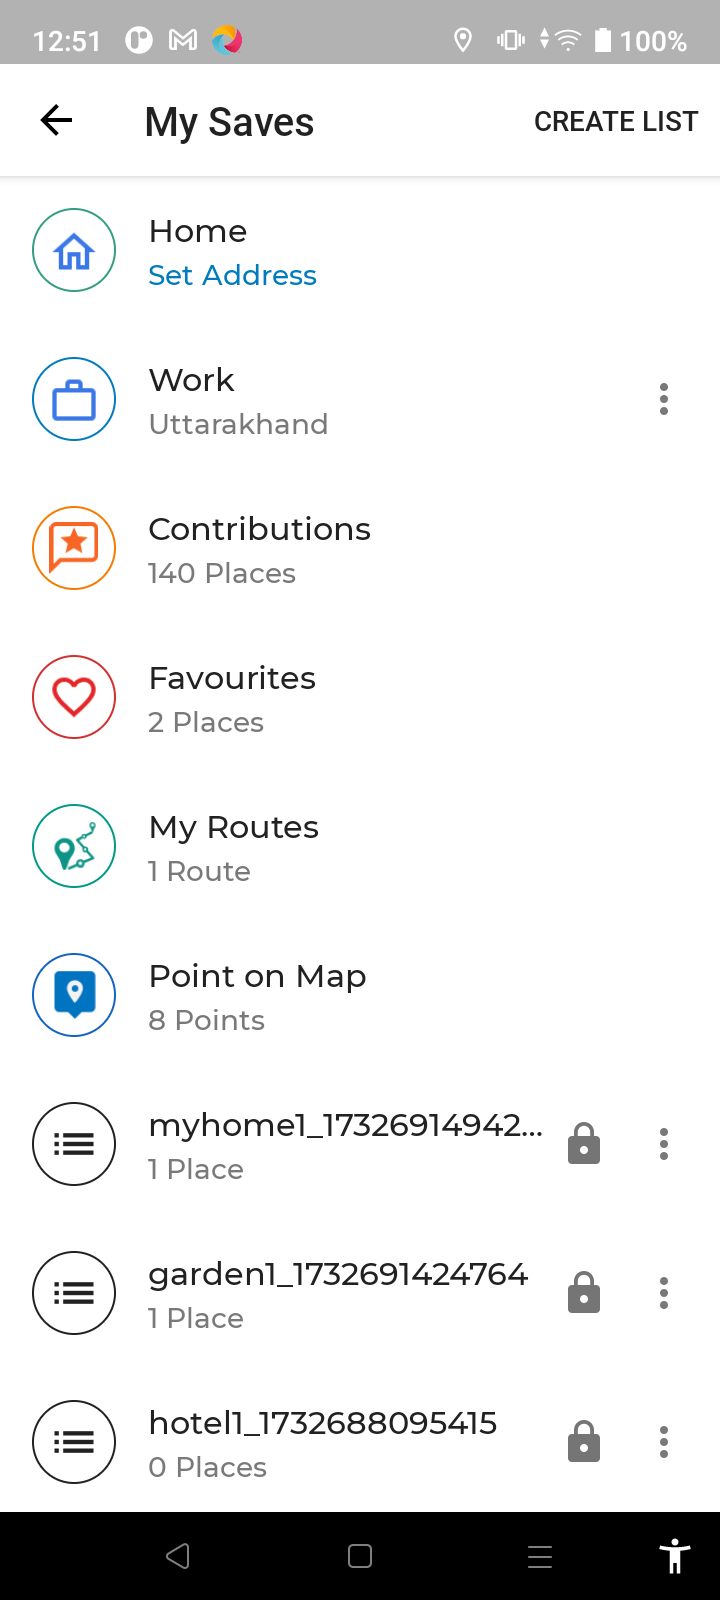 12:51
100%
My Saves
CREATE LIST
Home
Set Address
Work
Uttarakhand
Contributions
140 Places
Favourites
2 Places
My Routes
1 Route
Point on Map
8 Points
myhome1_17326914942...
1 Place
garden1_1732691424764
1 Place
hotel1_1732688095415
0 Places